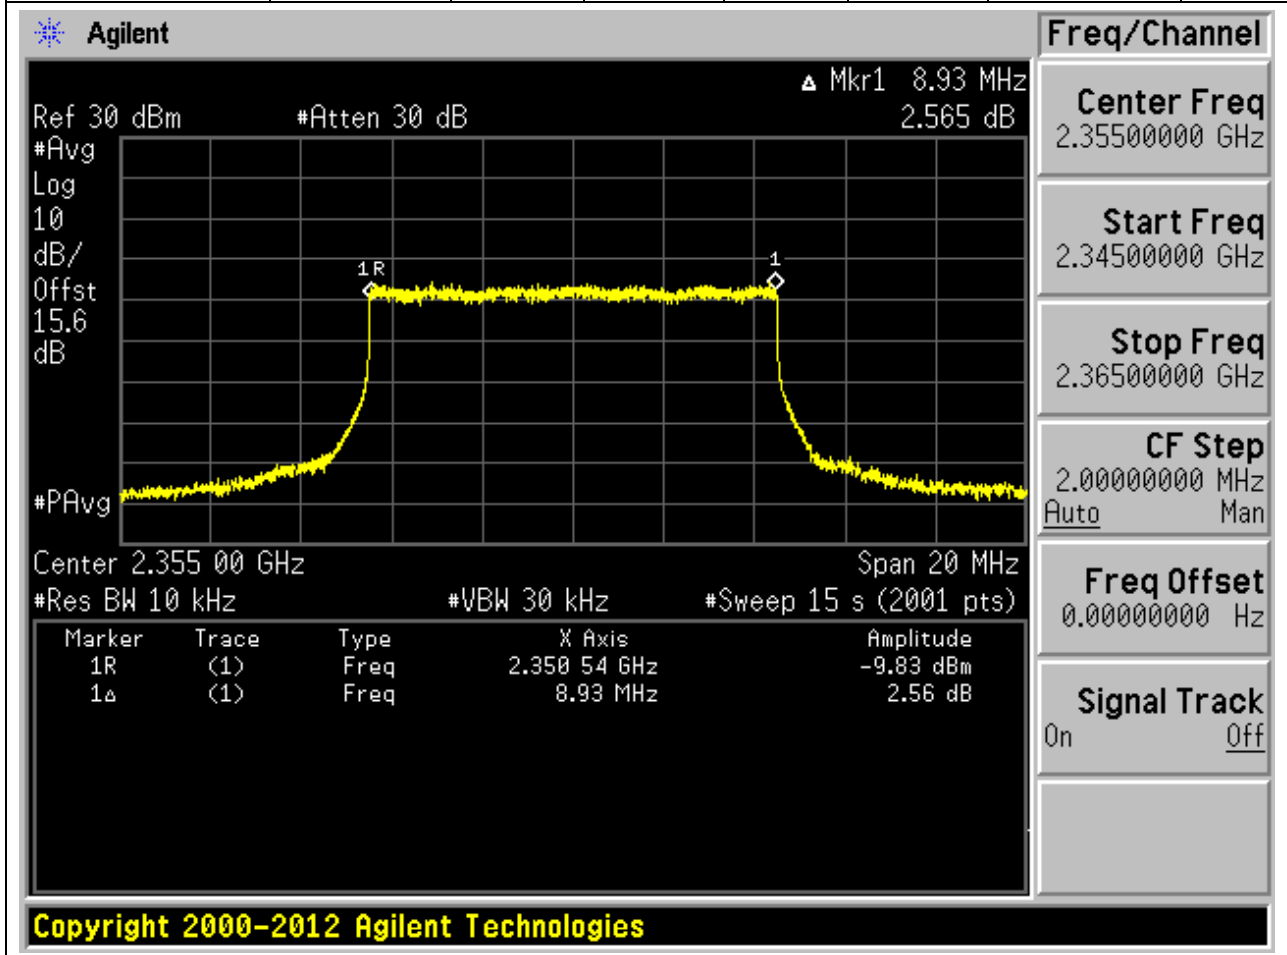 Agilent
Freq/Channel
▵ Mkr1 8.93 MHz
Ref 30 dBm #Atten 30 dB 2.565 dB
#Avg
Log
10
dB/
Offst
15.6
dB
#PAvg
1R
1
Center 2.355 00 GHz Span 20 MHz
#Res BW 10 kHz #VBW 30 kHz #Sweep 15 s (2001 pts)
Marker Trace Type X Axis Amplitude
1R (1) Freq 2.350 54 GHz -9.83 dBm
1▵ (1) Freq 8.93 MHz 2.56 dB
Center Freq
2.35500000 GHz
Start Freq
2.34500000 GHz
Stop Freq
2.36500000 GHz
CF Step
2.00000000 MHz
Auto Man
Freq Offset
0.00000000 Hz
Signal Track
On Off
Copyright 2000-2012 Agilent Technologies